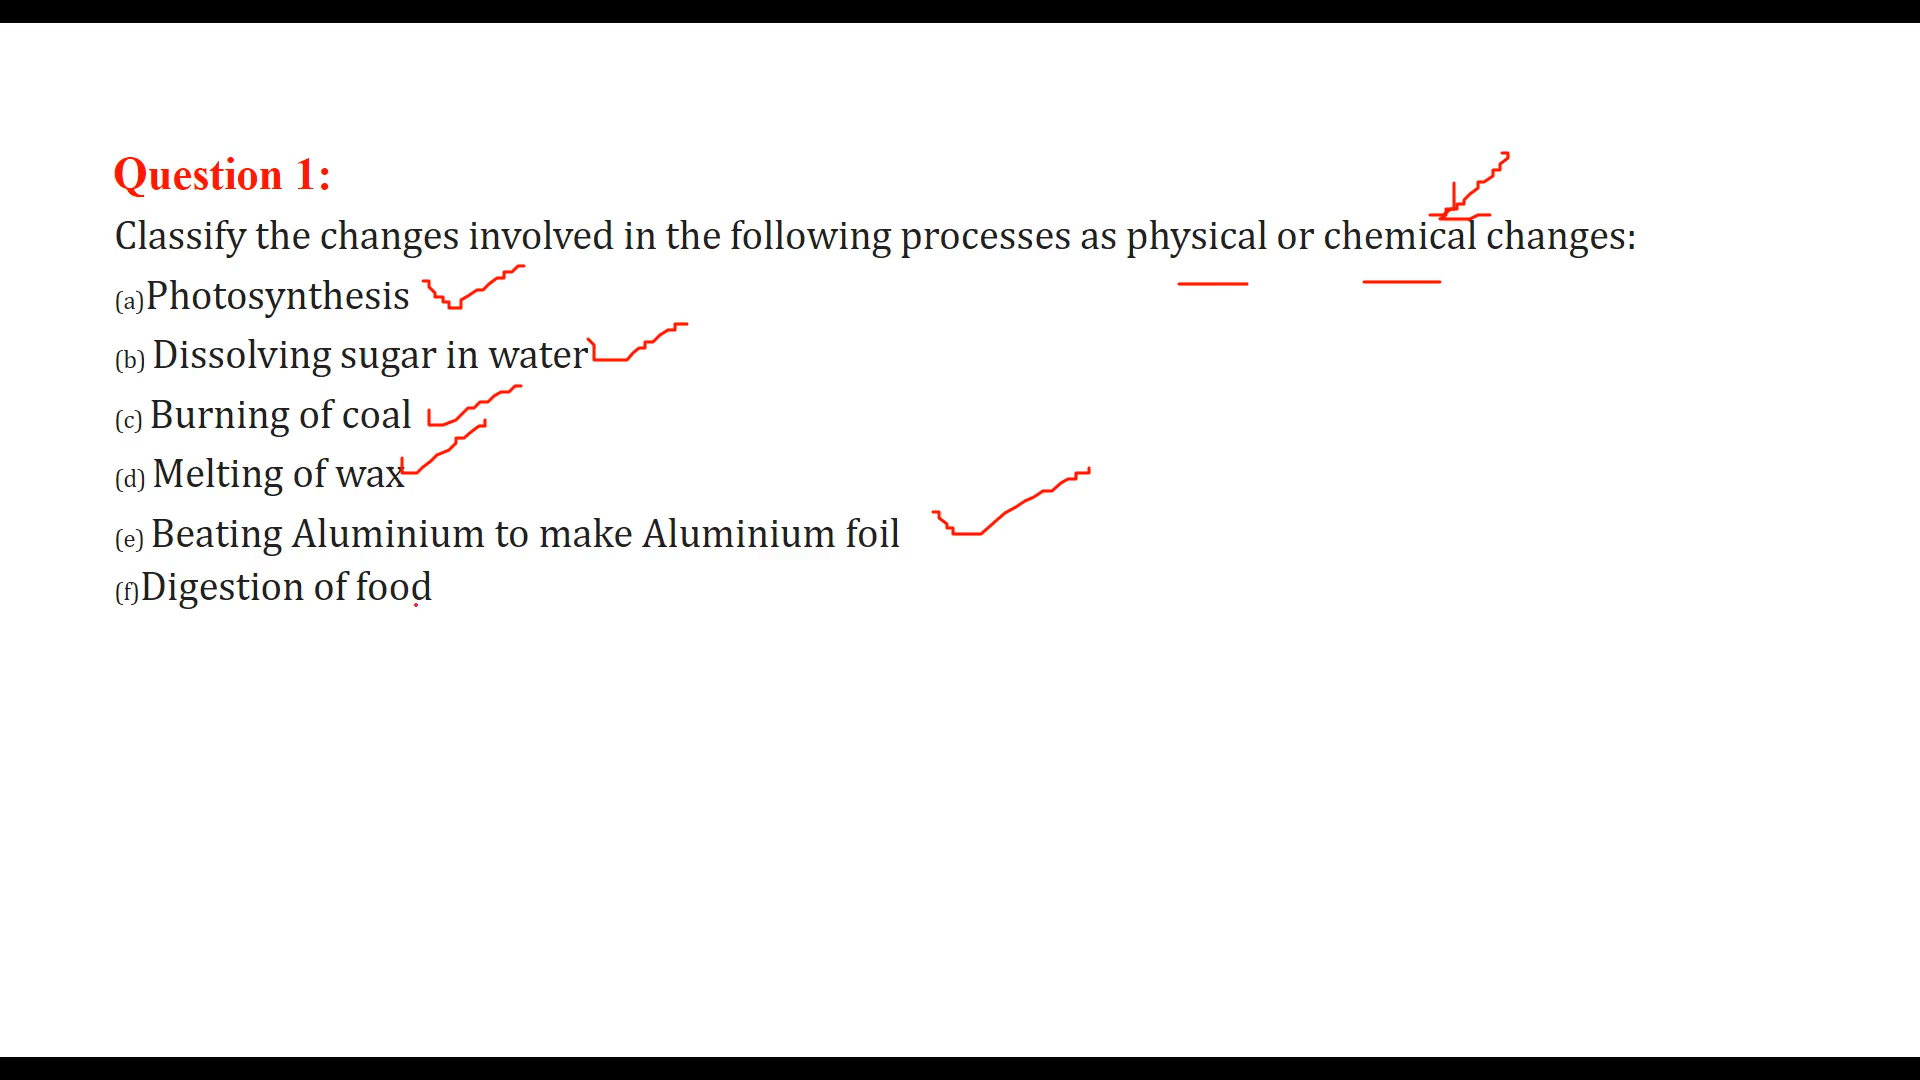 Question 1:
Classify the changes involved in the following processes as physical or chemical changes:
(a)Photosynthesis
(b) Dissolving sugar in water
(c) Burning of coal
(d) Melting of wax
(e) Beating Aluminium to make Aluminium foil
(f)Digestion of food